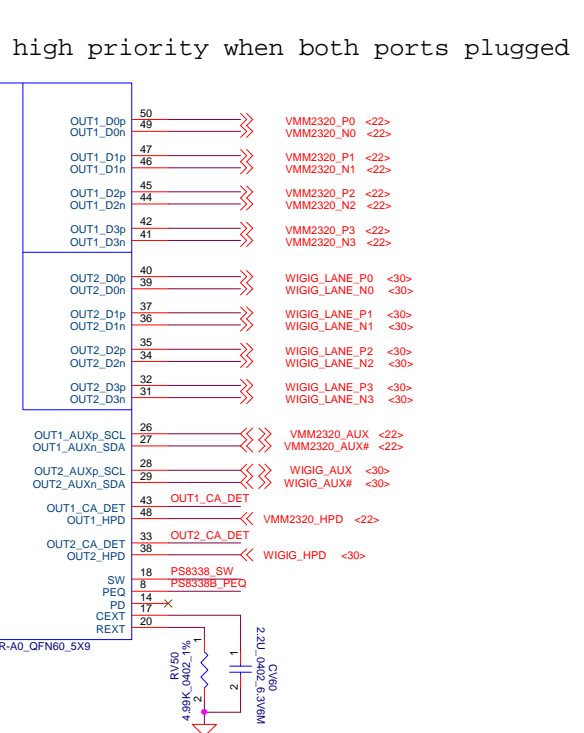 high priority when both ports plugged
OUT1_D0p 50 VMM2320_P0 <22>
OUT1_D0n 49 VMM2320_N0 <22>
OUT1_D1p 47 VMM2320_P1 <22>
OUT1_D1n 46 VMM2320_N1 <22>
OUT1_D2p 45 VMM2320_P2 <22>
OUT1_D2n 44 VMM2320_N2 <22>
OUT1_D3p 42 VMM2320_P3 <22>
OUT1_D3n 41 VMM2320_N3 <22>
OUT2_D0p 40 WIGIG_LANE_P0 <30>
OUT2_D0n 39 WIGIG_LANE_N0 <30>
OUT2_D1p 37 WIGIG_LANE_P1 <30>
OUT2_D1n 36 WIGIG_LANE_N1 <30>
OUT2_D2p 35 WIGIG_LANE_P2 <30>
OUT2_D2n 34 WIGIG_LANE_N2 <30>
OUT2_D3p 32 WIGIG_LANE_P3 <30>
OUT2_D3n 31 WIGIG_LANE_N3 <30>
OUT1_AUXp_SCL 26 VMM2320_AUX <22>
OUT1_AUXn_SDA 27 VMM2320_AUX# <22>
OUT2_AUXp_SCL 28 WIGIG_AUX <30>
OUT2_AUXn_SDA 29 WIGIG_AUX# <30>
OUT1_CA_DET 43 OUT1_CA_DET
OUT1_HPD 48 VMM2320_HPD <22>
OUT2_CA_DET 33 OUT2_CA_DET
OUT2_HPD 38 WIGIG_HPD <30>
SW 18 PS8338_SW
PEQ 8 PS8338B_PEQ
PD 14
CEXT 17
REXT 20
R-A0_QFN60_5X9
RV50
4.99K_0402_1%
1
2
CV60
2.2U_0402_6.3V6M
1
2